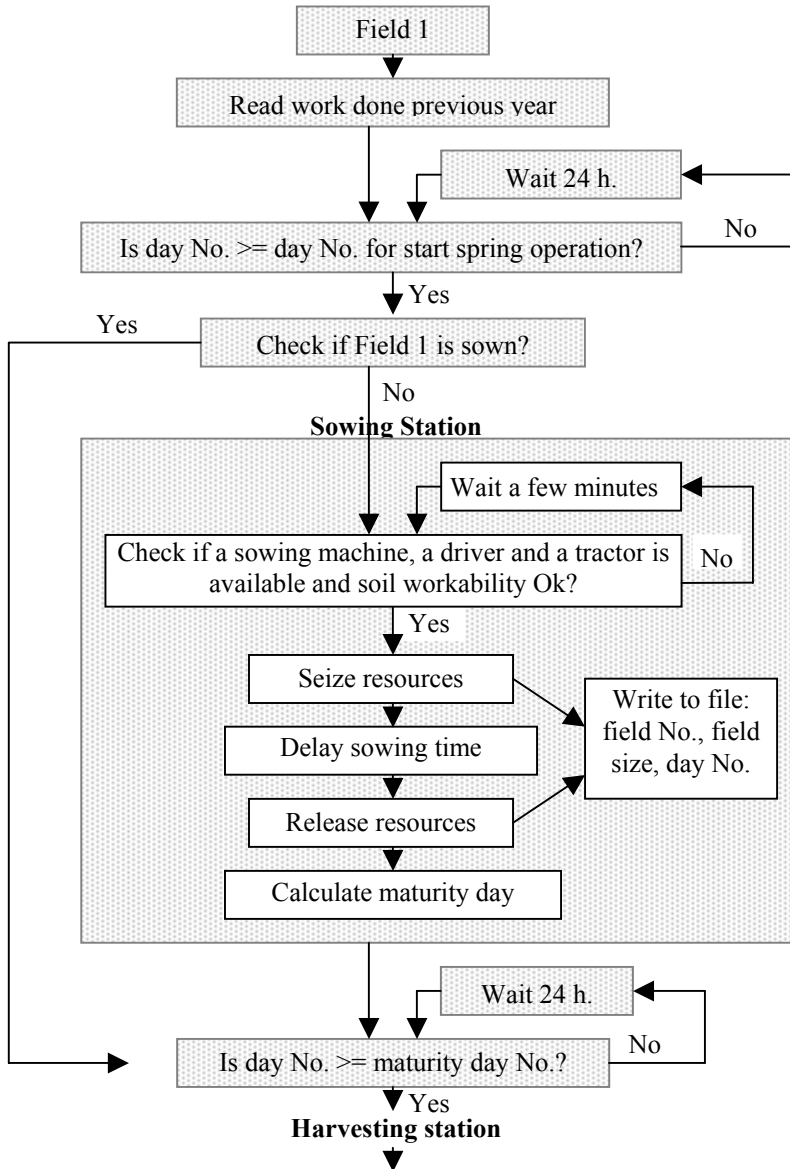 Field 1
Read work done previous year
Wait 24 h.
Is day No. >= day No. for start spring operation?
No
Yes
Yes
Check if Field 1 is sown?
No
Sowing Station
Wait a few minutes
Check if a sowing machine, a driver and a tractor is
available and soil workability Ok?
No
Yes
Seize resources
Write to file:
field No., field
size, day No.
Delay sowing time
Release resources
Calculate maturity day
Wait 24 h.
Is day No. >= maturity day No.?
No
Yes
Harvesting station